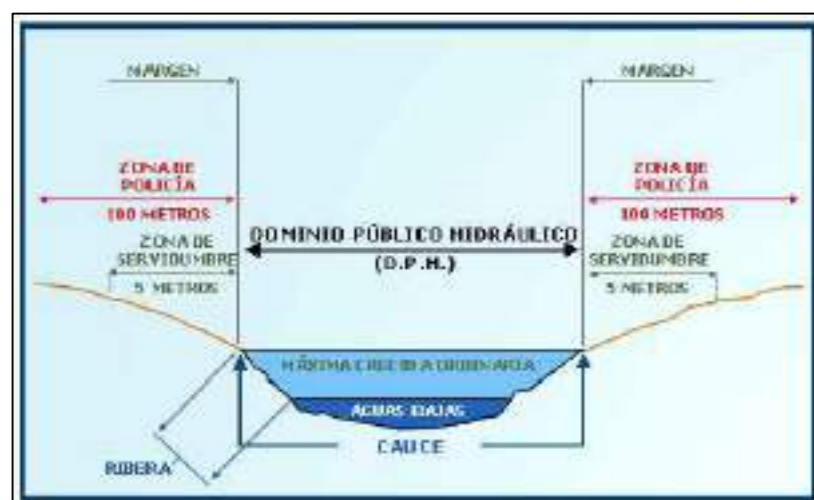 MARGEN
MARGEN
ZONA DE
POLICÍA
100 METROS
ZONA DE
POLICÍA
100 METROS
DOMINIO PÚBLICO HIDRÁULICO
(D.P.H.)
ZONA DE
SERVIDUMBRE
5 METROS
ZONA DE
SERVIDUMBRE
5 METROS
MÁXIMA CRECIDA ORDINARIA
AGUAS BAJAS
CAUCE
RIBEIRA